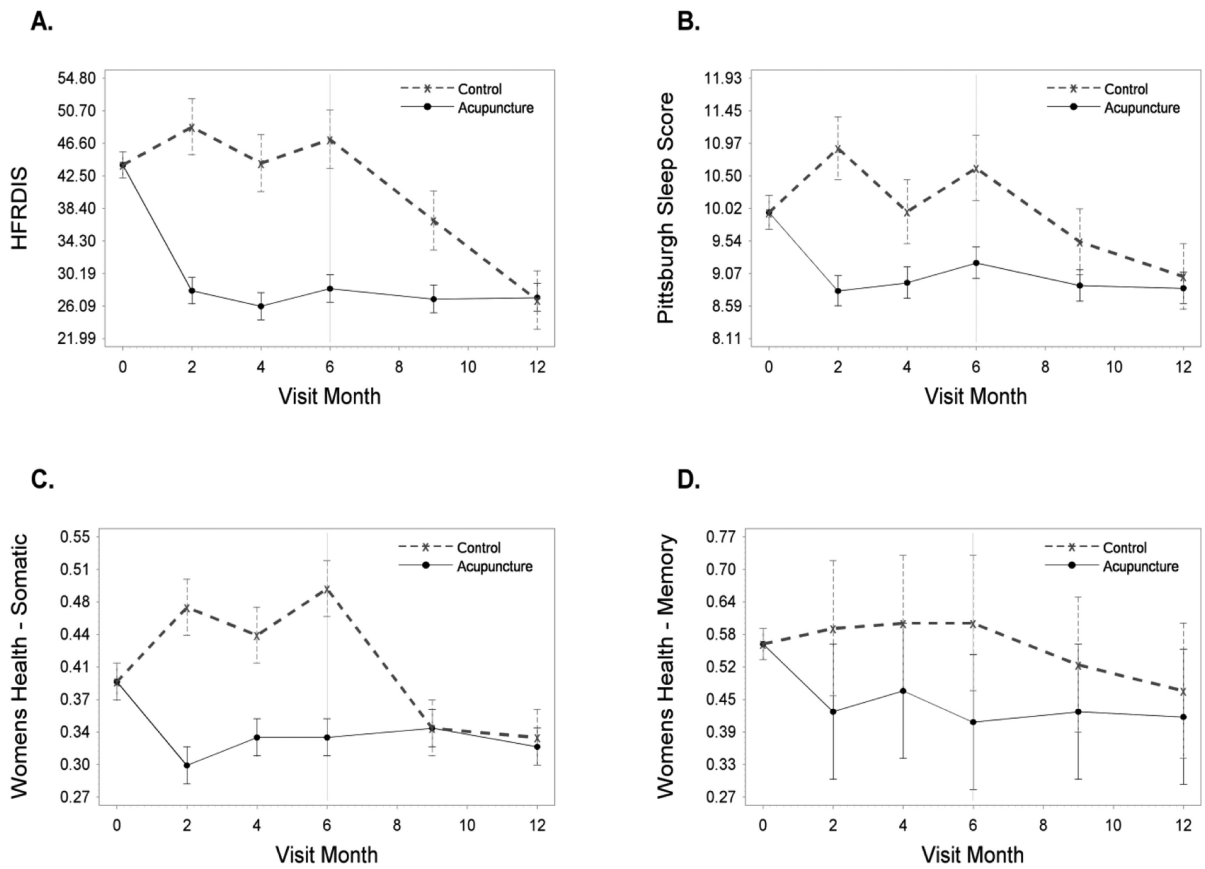 A.
HFRDIS
54.80
50.70
46.60
42.50
38.40
34.30
30.19
26.09
21.99
Control
Acupuncture
0 2 4 6 8 10 12
Visit Month
B.
Pittsburgh Sleep Score
11.93
11.45
10.97
10.50
10.02
9.54
9.07
8.59
8.11
Control
Acupuncture
0 2 4 6 8 10 12
Visit Month
C.
Womens Health - Somatic
0.55
0.51
0.48
0.44
0.41
0.37
0.34
0.30
0.27
Control
Acupuncture
0 2 4 6 8 10 12
Visit Month
D.
Womens Health - Memory
0.77
0.70
0.64
0.58
0.52
0.45
0.39
0.33
0.27
Control
Acupuncture
0 2 4 6 8 10 12
Visit Month